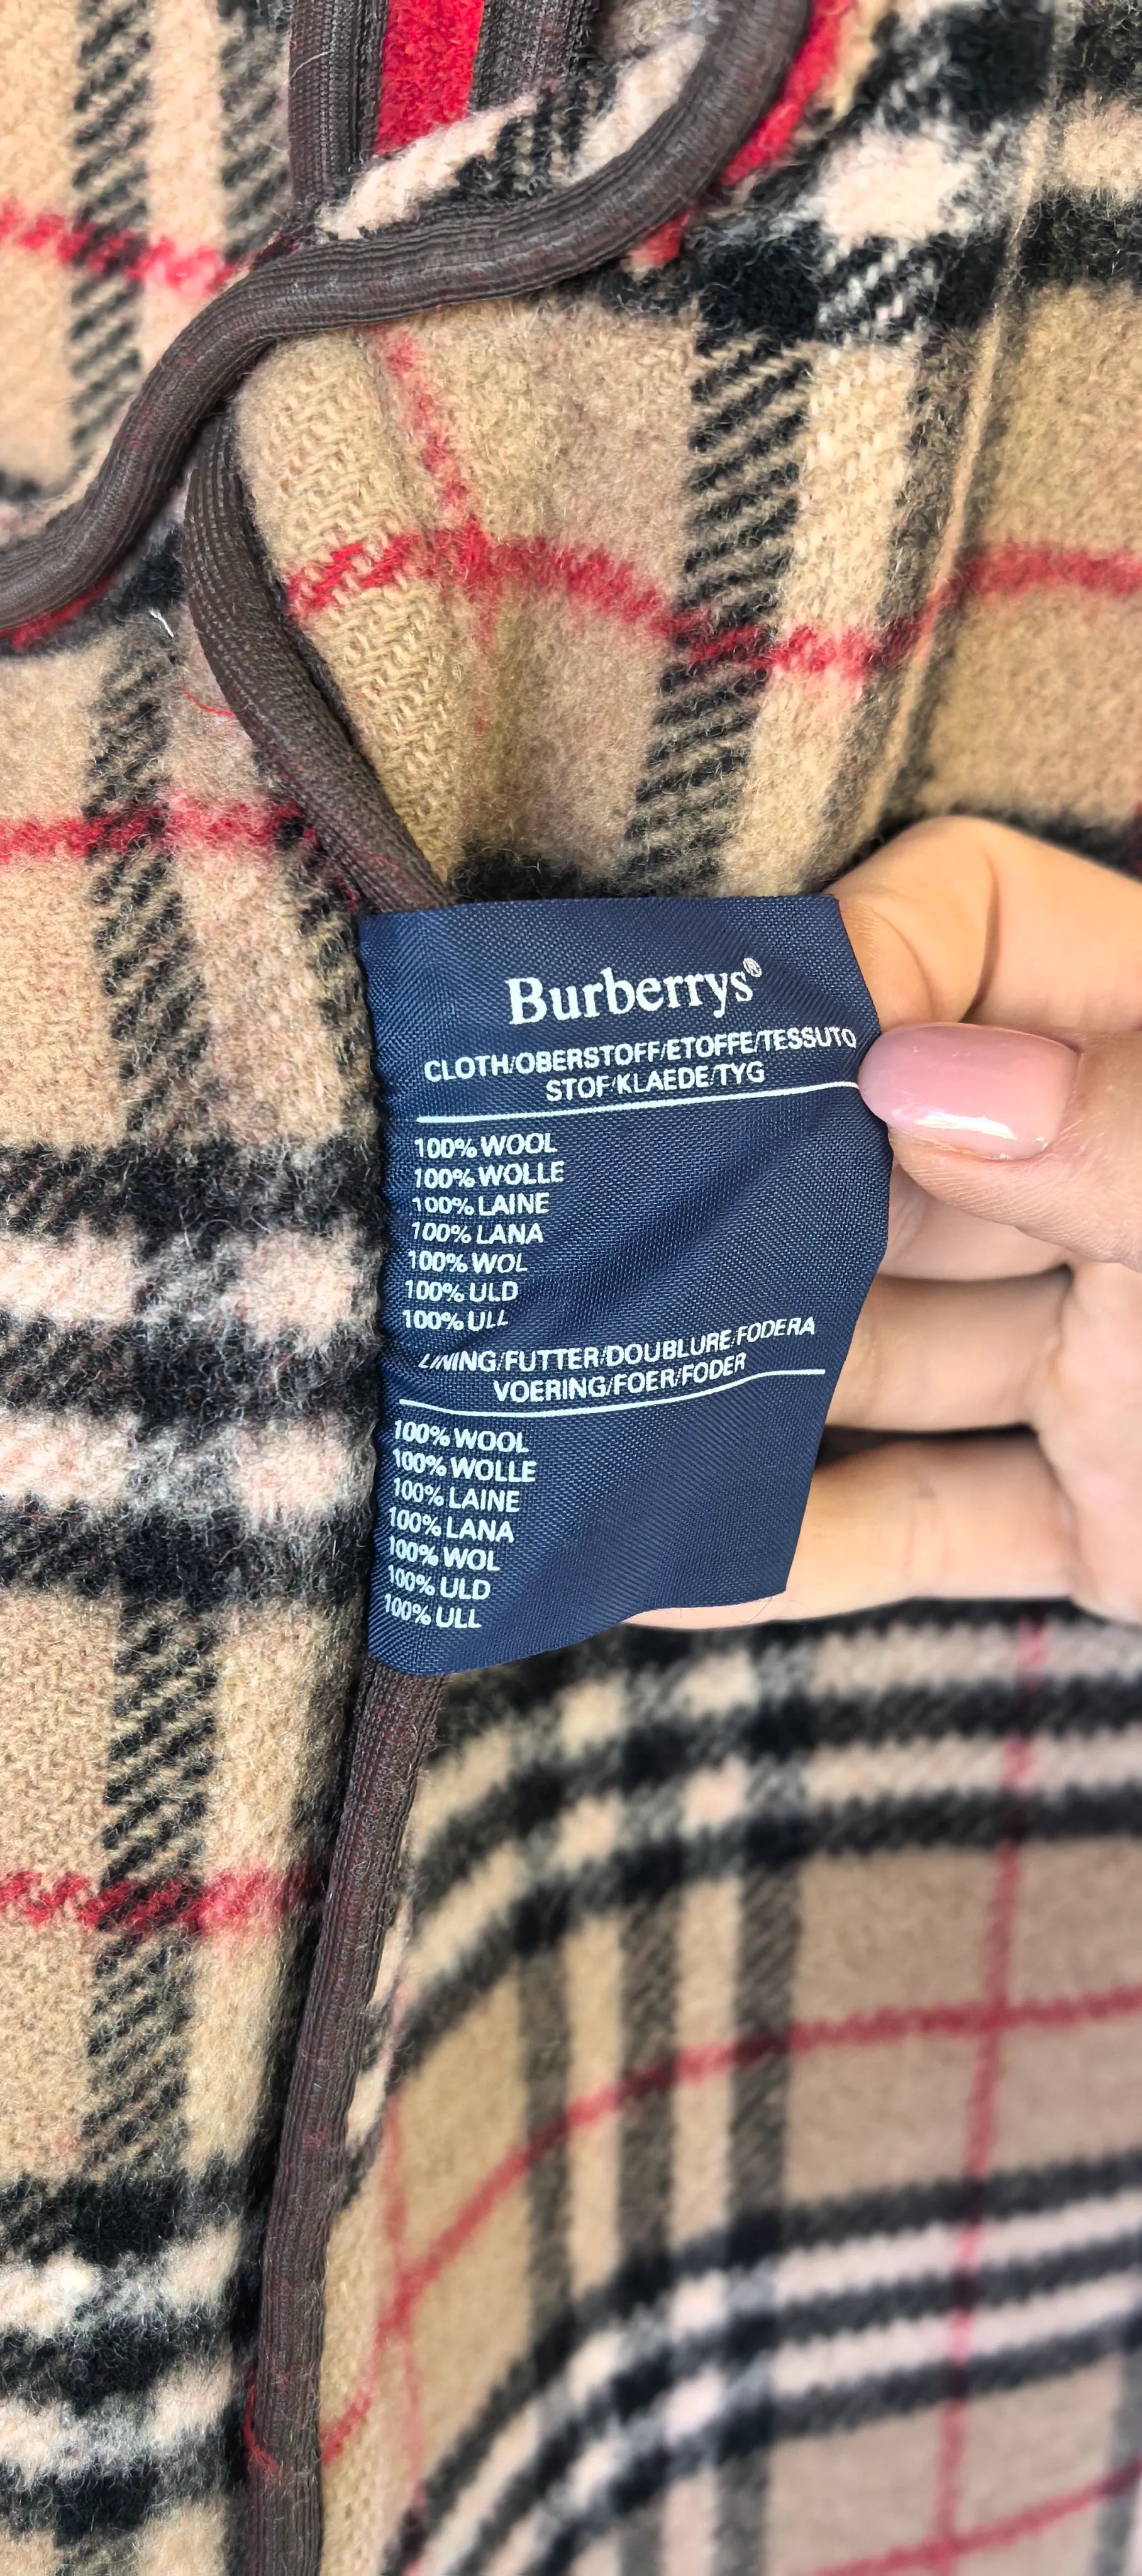 Burberrys®
CLOTH/OBERSTOFF/ETOFFE/TESSUTO
STOF/KLAEDE/TYG
100% WOOL
100% WOLLE
100% LAINE
100% LANA
100% WOL
100% ULD
100% ULL
LINING/FUTTER/DOUBLURE/FODERA
VOERING/FOER/FODER
100% WOOL
100% WOLLE
100% LAINE
100% LANA
100% WOL
100% ULD
100% ULL